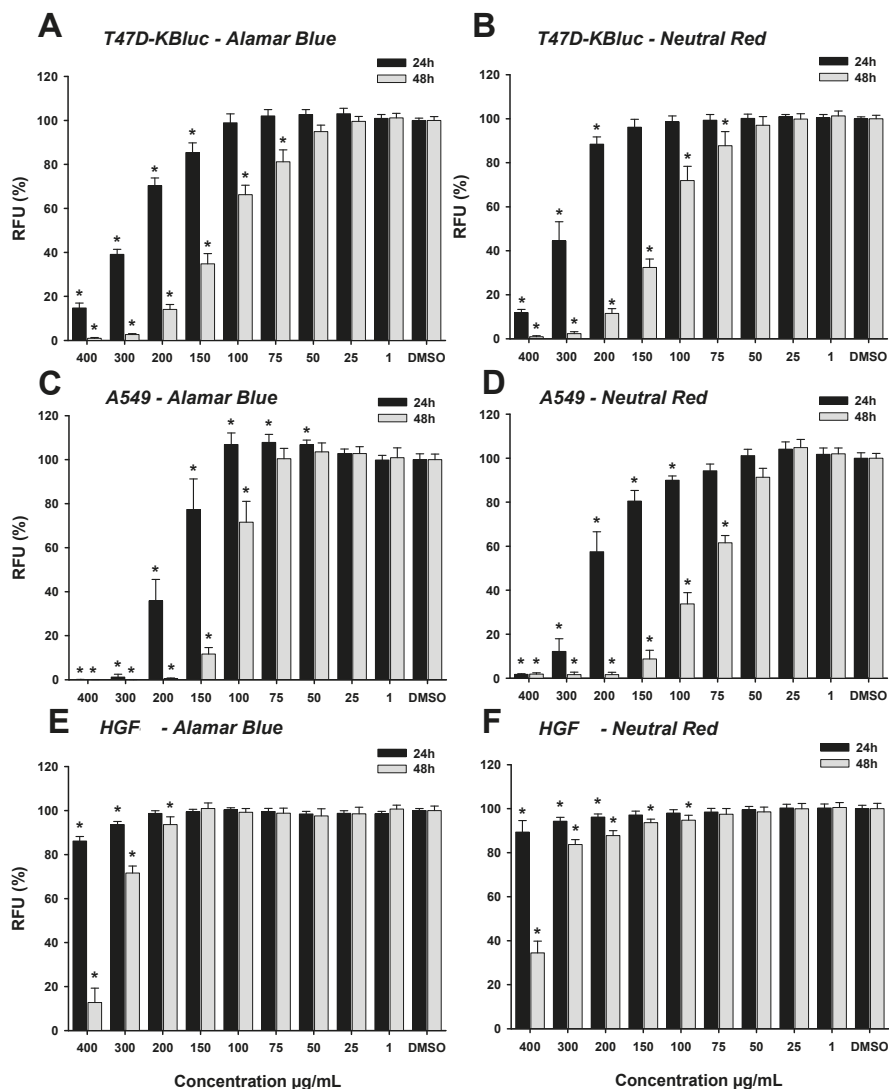 A T47D-KBluc - Alamar Blue
24h
48h
RFU (%)
120
100
80
60
40
20
0
* * * * * * * * * *
400 300 200 150 100 75 50 25 1 DMSO
B T47D-KBluc - Neutral Red
24h
48h
RFU (%)
120
100
80
60
40
20
0
* * * * * * * * *
400 300 200 150 100 75 50 25 1 DMSO
C A549 - Alamar Blue
24h
48h
RFU (%)
120
100
80
60
40
20
0
* * * * * * * * * * * *
400 300 200 150 100 75 50 25 1 DMSO
D A549 - Neutral Red
24h
48h
RFU (%)
120
100
80
60
40
20
0
* * * * * * * * * * *
400 300 200 150 100 75 50 25 1 DMSO
E HGF - Alamar Blue
24h
48h
RFU (%)
120
100
80
60
40
20
0
* * * * *
400 300 200 150 100 75 50 25 1 DMSO
Concentration µg/mL
F HGF - Neutral Red
24h
48h
RFU (%)
120
100
80
60
40
20
0
* * * * * * * *
400 300 200 150 100 75 50 25 1 DMSO
Concentration µg/mL